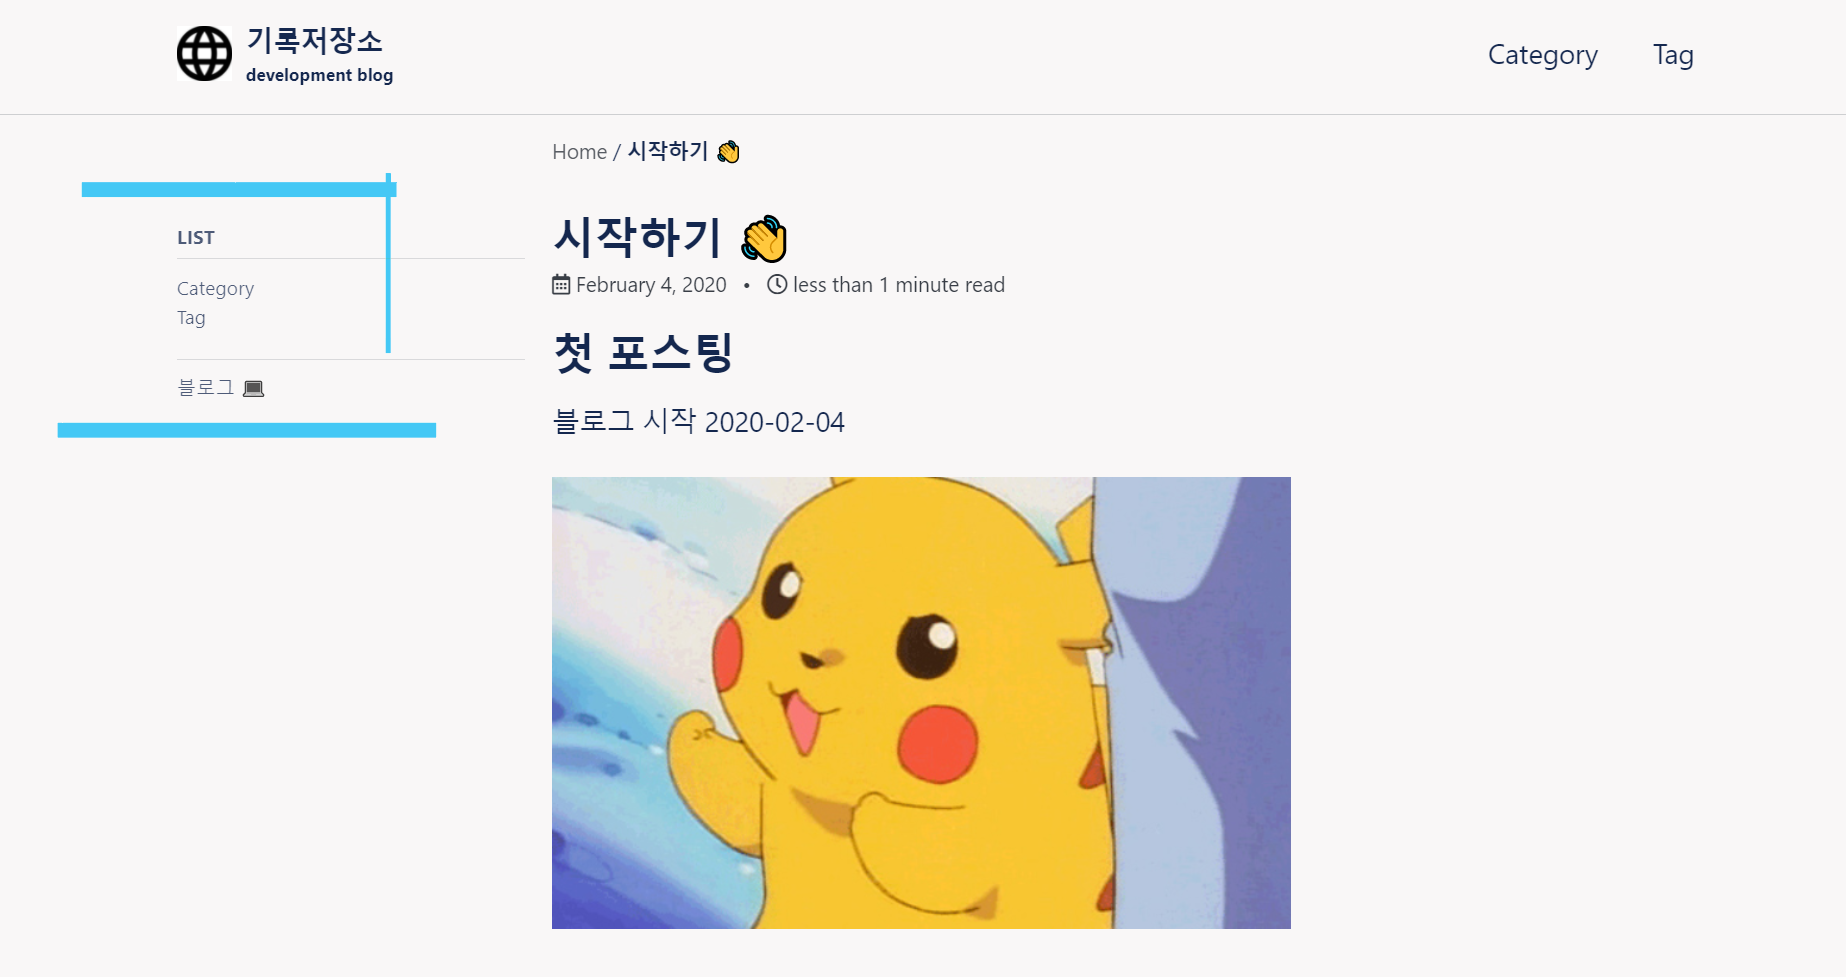 기록저장소
development blog
Category
Tag
Home / 시작하기 👋
LIST
Category
Tag
블로그 💻
시작하기 👋
February 4, 2020 • less than 1 minute read
첫 포스팅
블로그 시작 2020-02-04